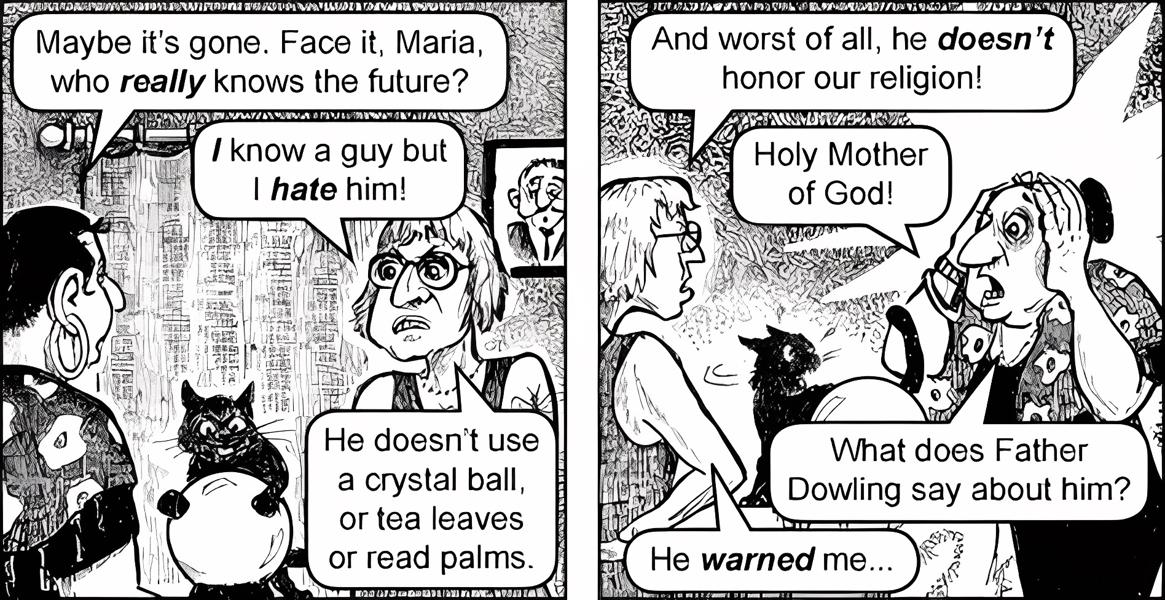 Maybe it's gone. Face it, Maria,
who really knows the future?
I know a guy but
I hate him!
He doesn't use
a crystal ball,
or tea leaves
or read palms.
And worst of all, he doesn't
honor our religion!
Holy Mother
of God!
What does Father
Dowling say about him?
He warned me...